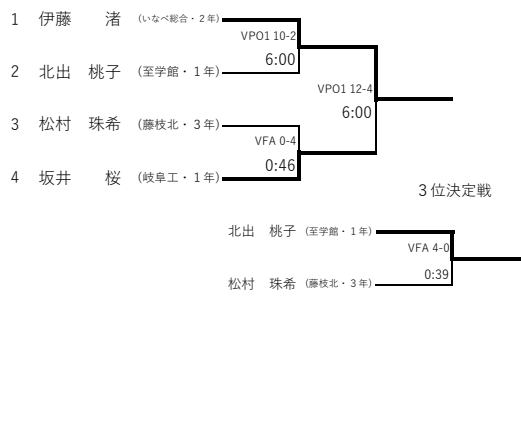 1 伊藤　渚 （いなべ総合・２年）
VPO1 10-2
2 北出 桃子 （至学館・１年）
6:00
VPO1 12-4
6:00
3 松村 珠希 （藤枝北・３年）
VFA 0-4
0:46
4 坂井　桜 （岐阜工・１年）
３位決定戦
北出 桃子 （至学館・１年）
VFA 4-0
0:39
松村 珠希 （藤枝北・３年）